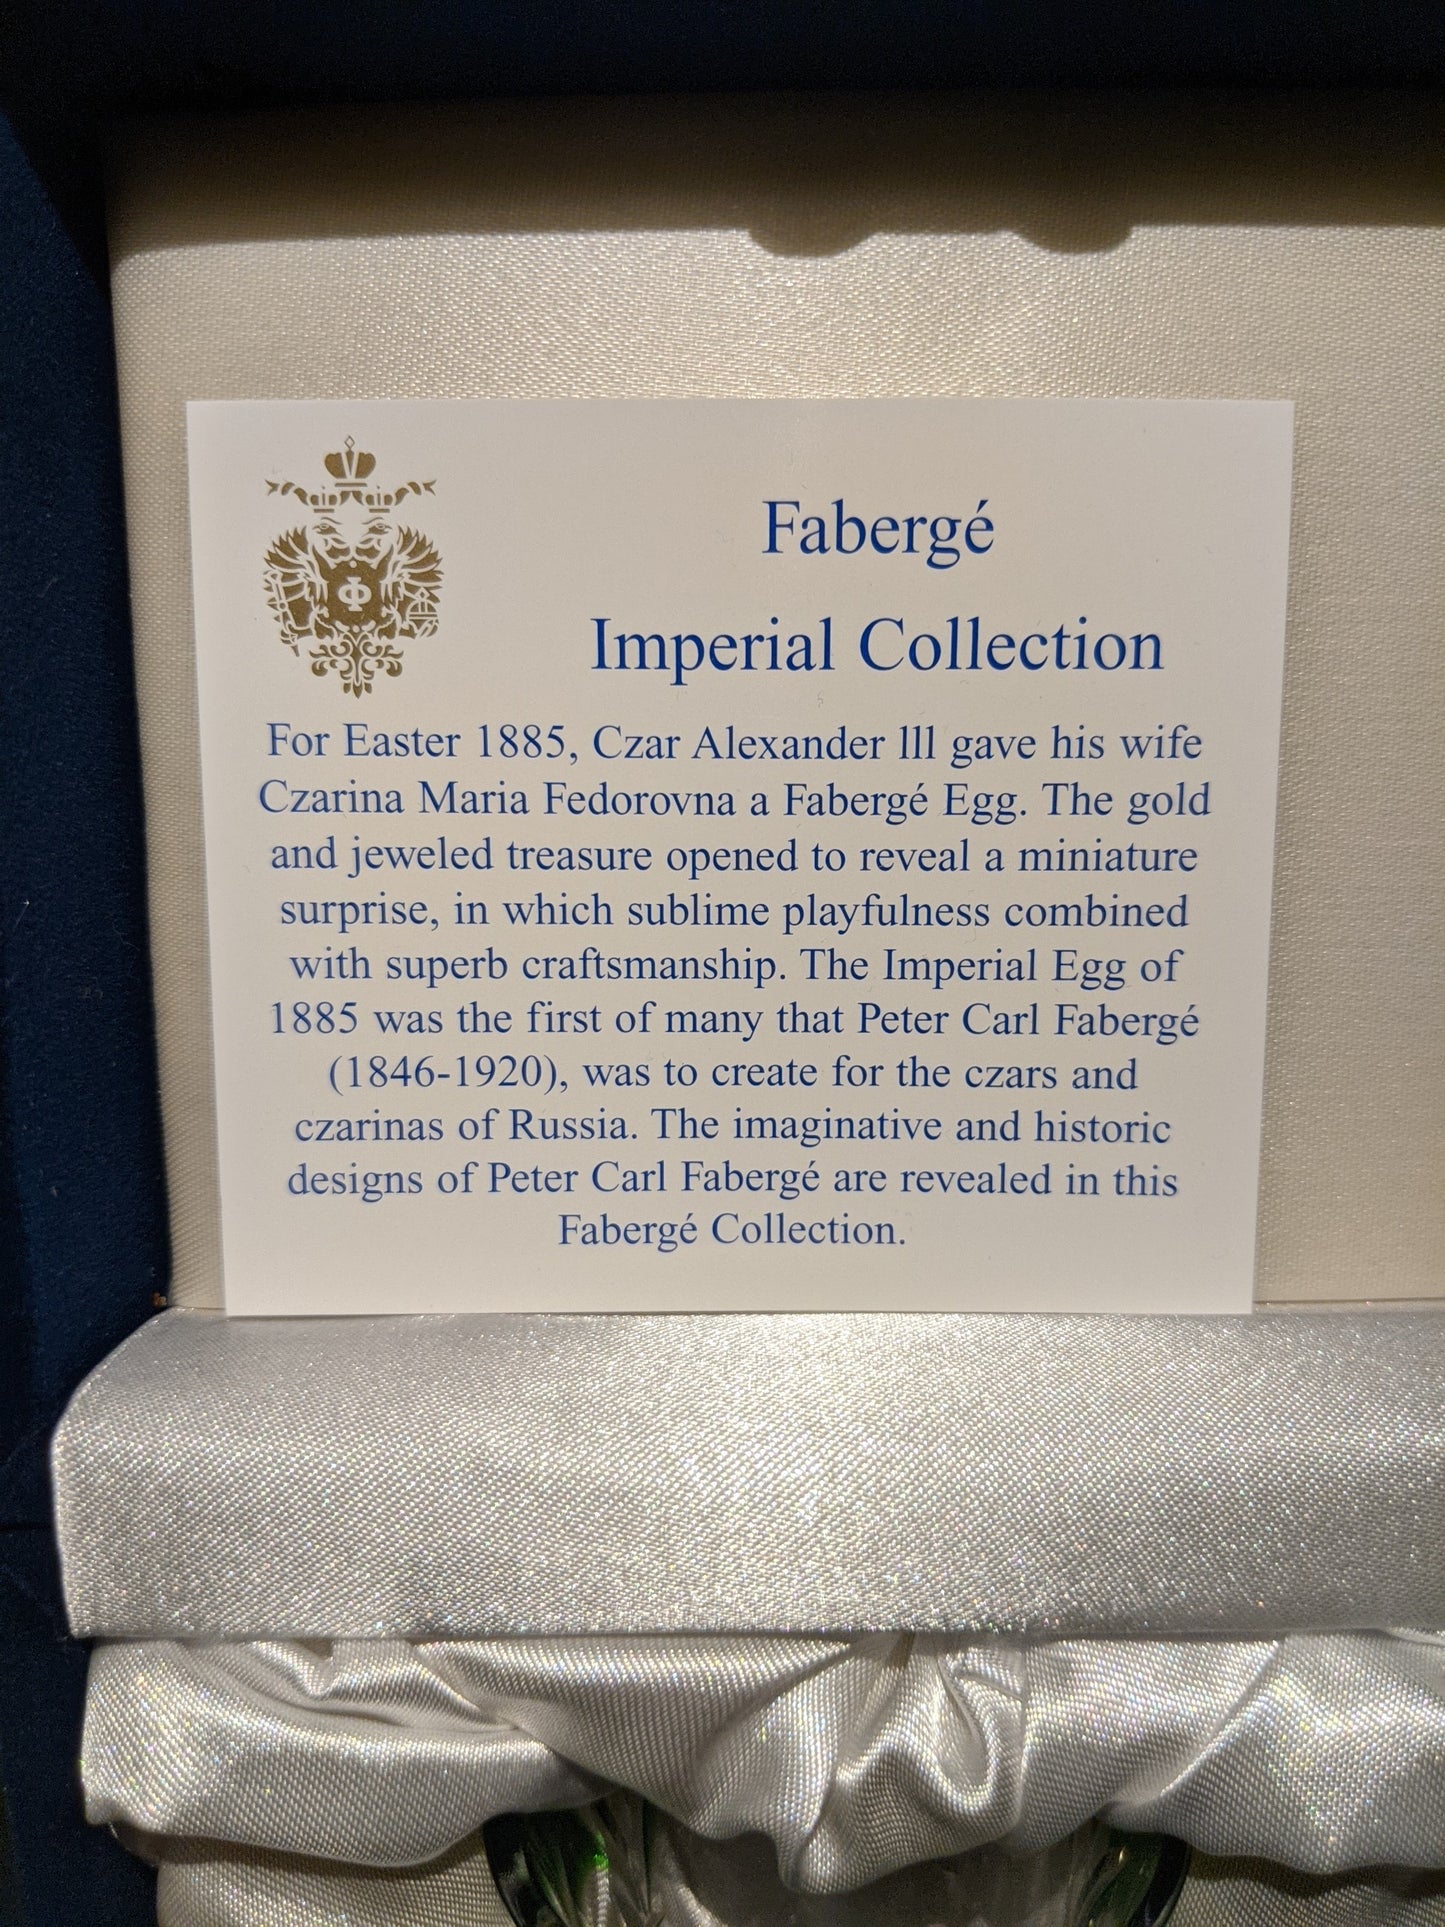 Φ
Fabergé
Imperial Collection
For Easter 1885, Czar Alexander lll gave his wife
Czarina Maria Fedorovna a Fabergé Egg. The gold
and jeweled treasure opened to reveal a miniature
surprise, in which sublime playfulness combined
with superb craftsmanship. The Imperial Egg of
1885 was the first of many that Peter Carl Fabergé
(1846-1920), was to create for the czars and
czarinas of Russia. The imaginative and historic
designs of Peter Carl Fabergé are revealed in this
Fabergé Collection.